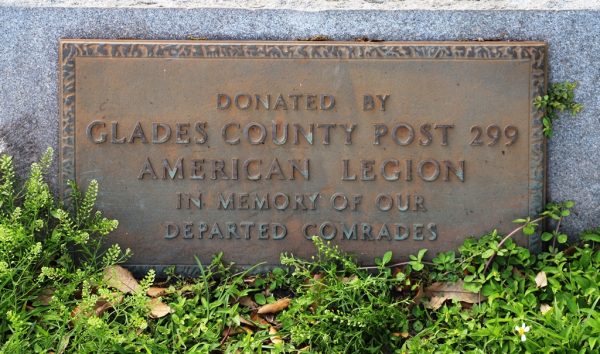 DONATED BY
GLADES COUNTY POST 299
AMERICAN LEGION
IN MEMORY OF OUR
DEPARTED COMRADES